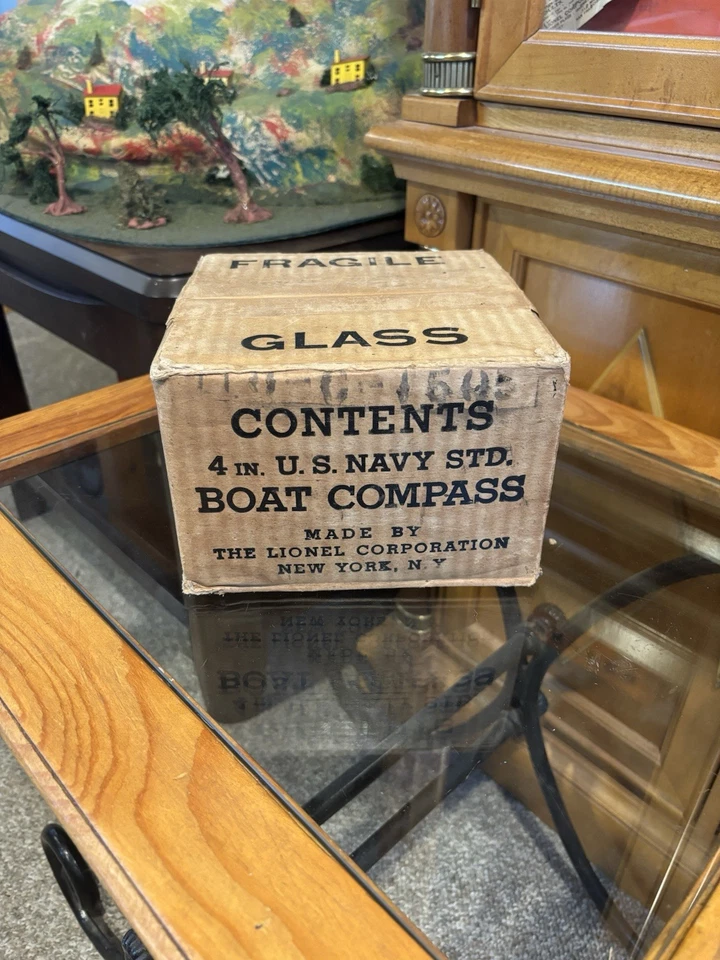 FRAGILE
GLASS
CONTENTS
4 IN. U. S. NAVY STD.
BOAT COMPASS
MADE BY
THE LIONEL CORPORATION
NEW YORK, N. Y